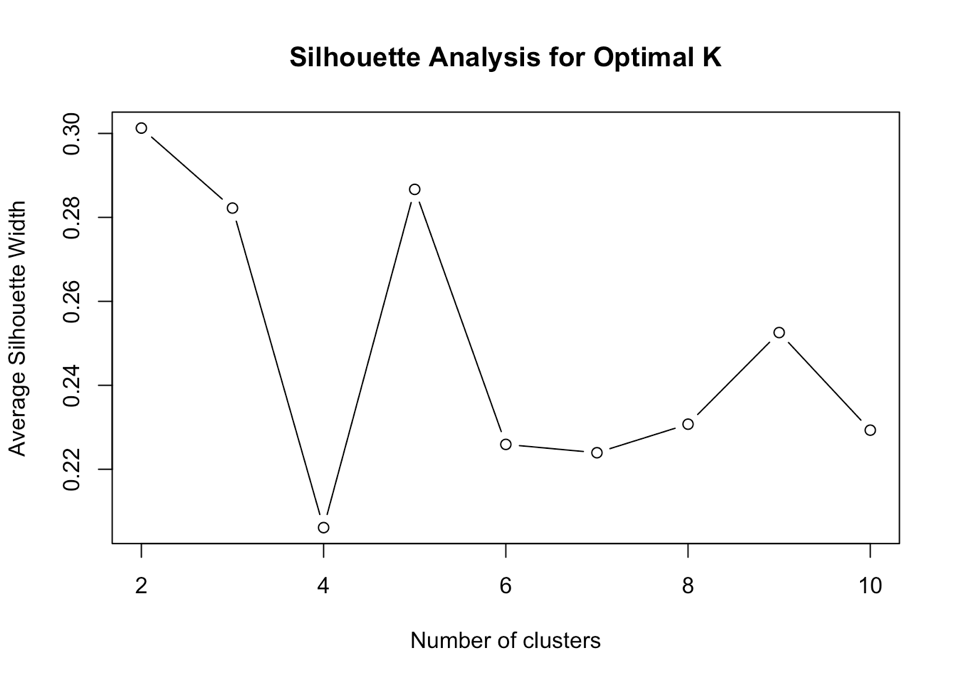 Silhouette Analysis for Optimal K
Average Silhouette Width
0.30
0.28
0.26
0.24
0.22
2 4 6 8 10
Number of clusters